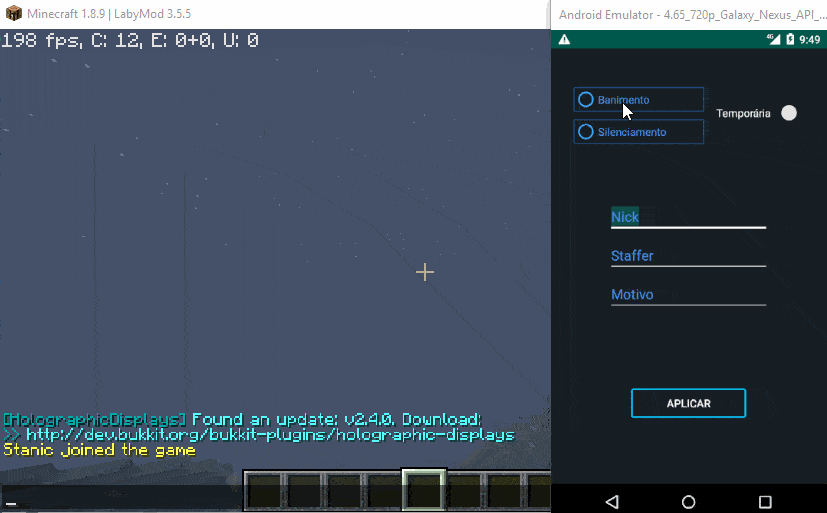 Minecraft 1.8.9 | LabyMod 3.5.5
198 fps, C: 12, E: 0+0, U: 0
[HolographicDisplays] Found an update: v2.4.0, Download:
>> http://dev.bukkit.org/bukkit-plugins/holographic-displays
Stanic joined the game
_
Android Emulator - 4.65_720p_Galaxy_Nexus_API_...
4G 9:49
Banimento
Temporária
Silenciamento
Nick
Staffer
Motivo
APLICAR